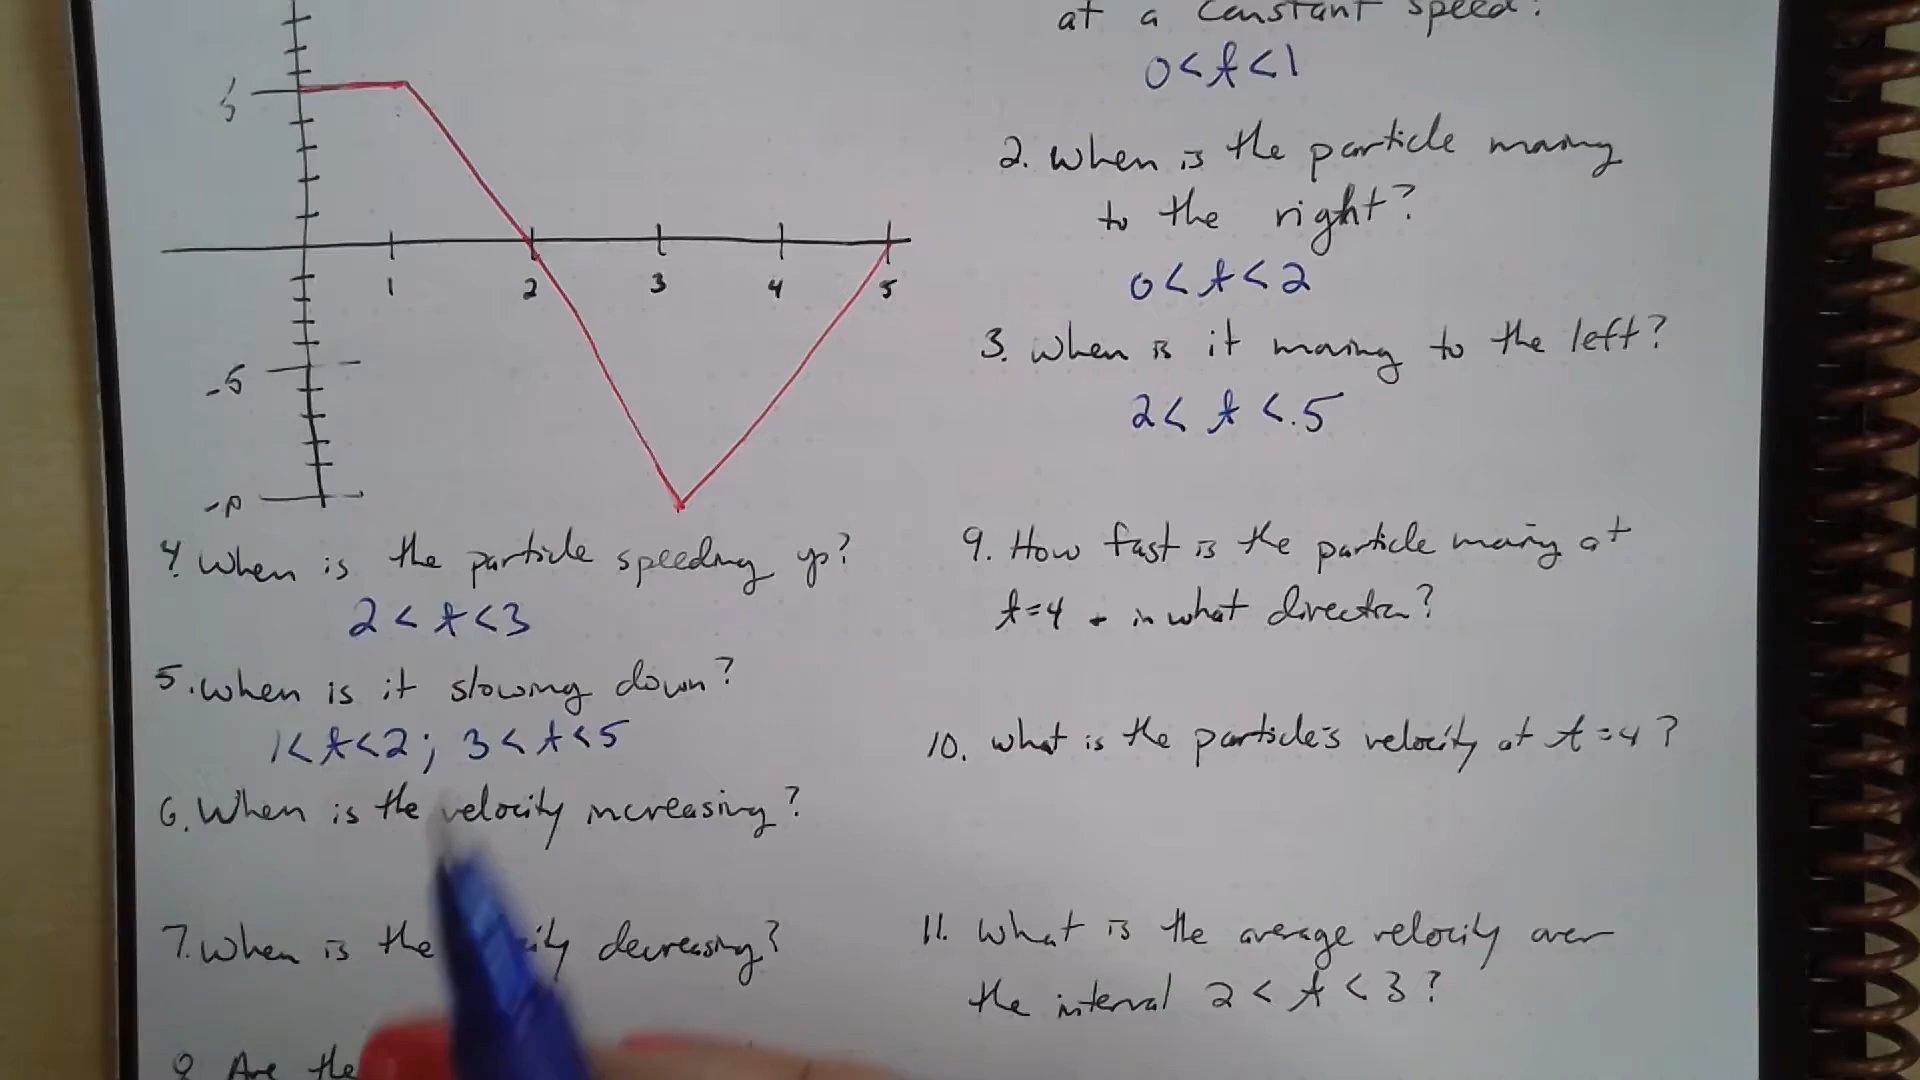 at a constant speed?
0<t<1
5
2. When is the particle moving
to the right?
0<t<2
1 2 3 4 5
3. When is it moving to the left?
2< t <.5
-5
-10
4. When is the particle speeding up?
2<t<3
5. When is it slowing down?
1<t<2; 3<t<5
6. When is the velocity increasing?
7. When is the decreasing?
8 Are the
9. How fast is the particle moving at
t=4 + in what direction?
10. What is the particle's velocity at t=4?
11. What is the average velocity over
the interval 2<t<3?